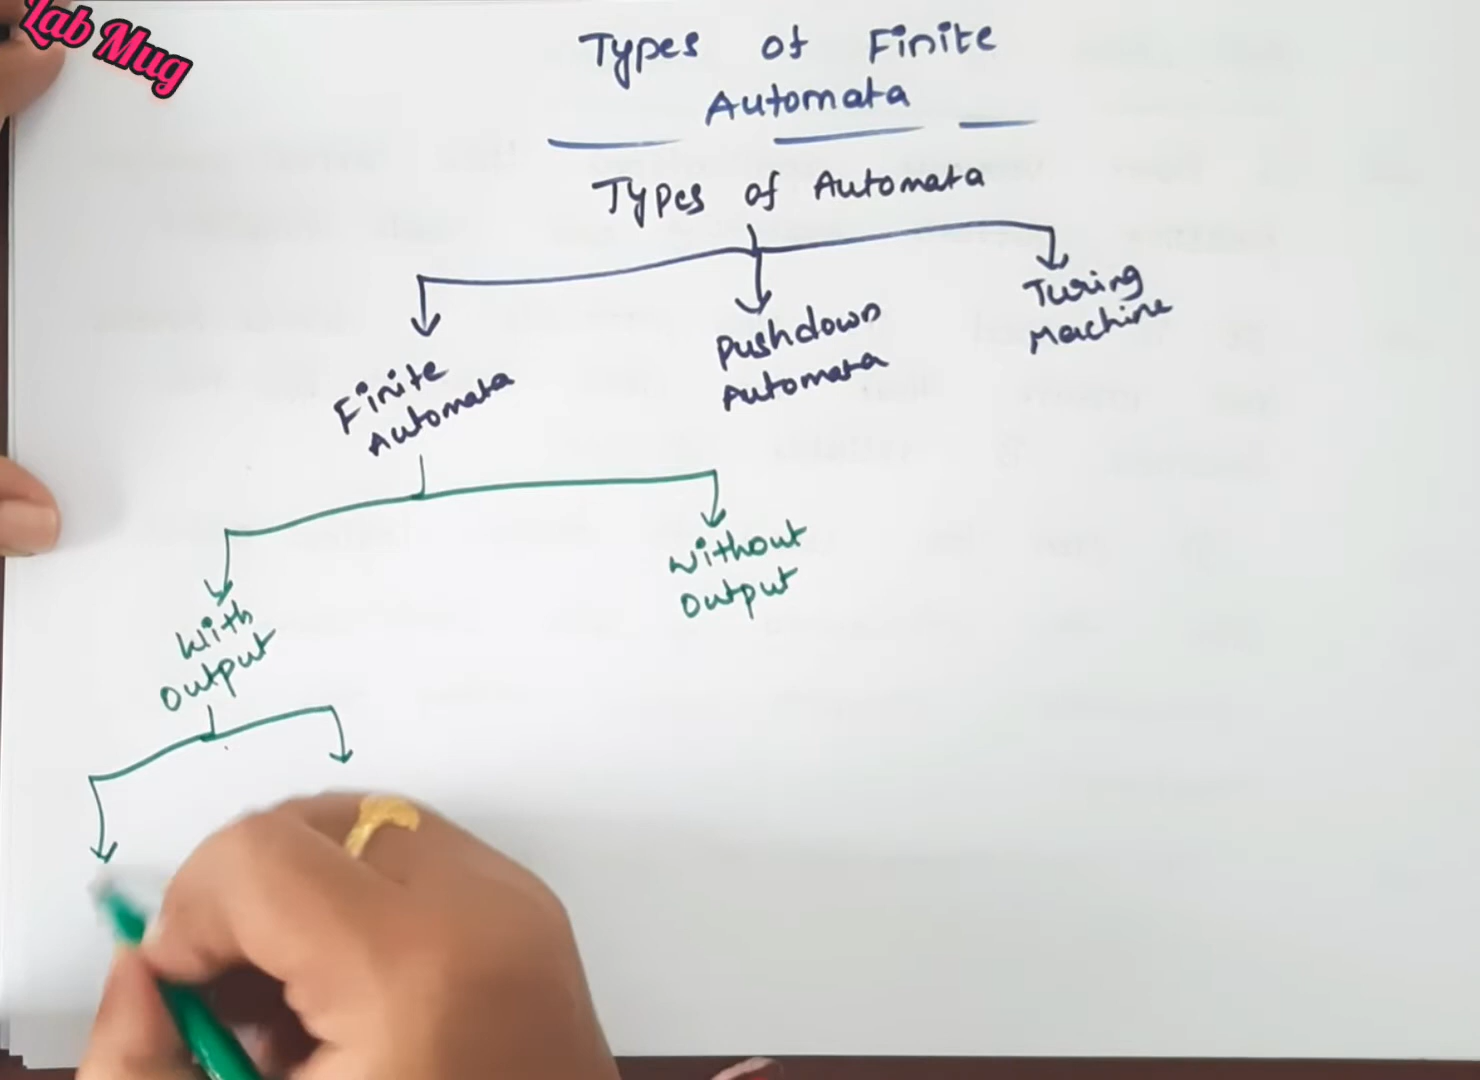 Lab Mug
Types of Finite
Automata
Types of Automata
Finite
Automata
Pushdown
Automata
Turing
Machine
With
Output
Without
Output